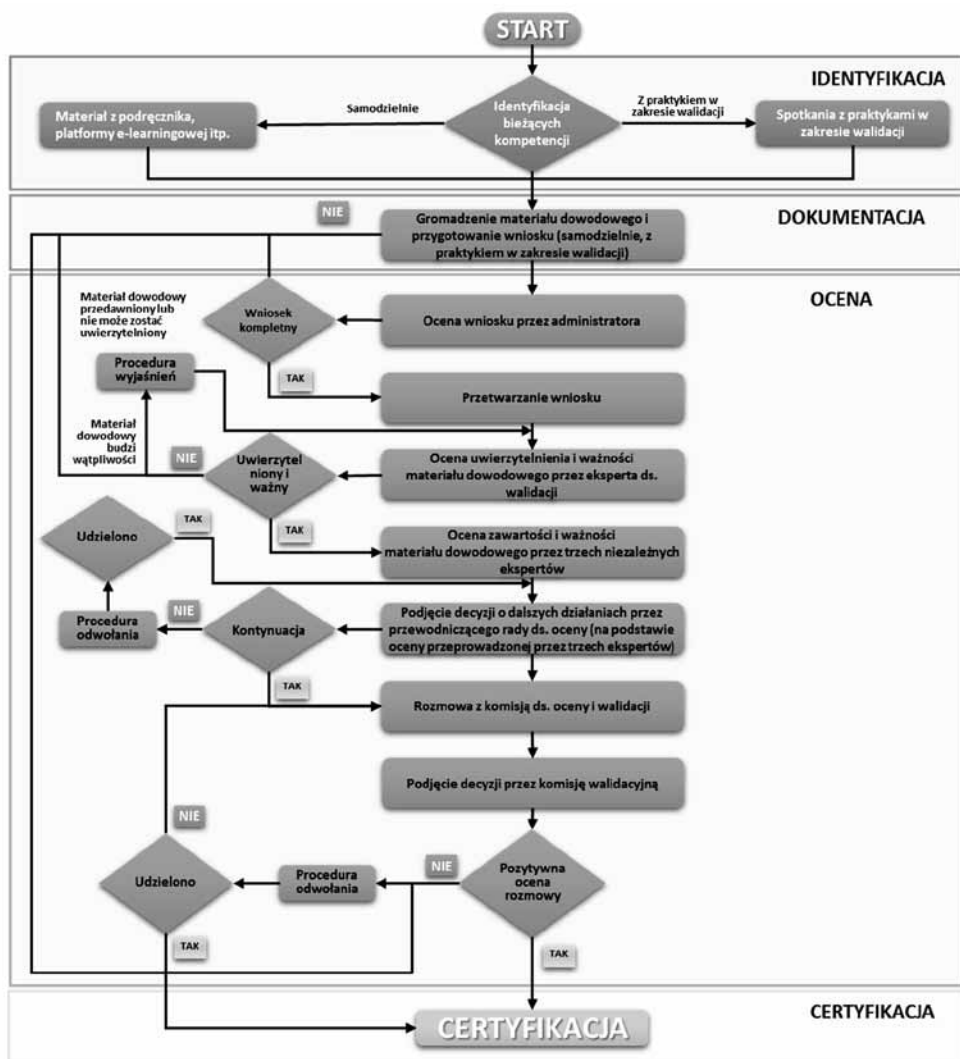 START
IDENTYFIKACJA
Samodzielnie
Z praktykiem w
zakresie walidacji
Materiał z podręcznika,
platformy e-learningowej itp.
Identyfikacja
bieżących
kompetencji
Spotkania z praktykami w
zakresie walidacji
DOKUMENTACJA
NIE
Gromadzenie materiału dowodowego i
przygotowanie wniosku (samodzielnie, z
praktykiem w zakresie walidacji)
OCENA
Materiał dowodowy
przedawniony lub
nie może zostać
uwierzytelniony
Wniosek
kompletny
Ocena wniosku przez administratora
Procedura
wyjaśnień
TAK
Przetwarzanie wniosku
Materiał
dowodowy
budzi
wątpliwości
NIE
Uwierzytel
niony i
ważny
Ocena uwierzytelnienia i ważności
materiału dowodowego przez eksperta ds.
walidacji
Udzielono
TAK
TAK
Ocena zawartości i ważności
materiału dowodowego przez trzech niezależnych
ekspertów
Procedura
odwołania
NIE
Kontynuacja
Podjęcie decyzji o dalszych działaniach przez
przewodniczącego rady ds. oceny (na podstawie
oceny przeprowadzonej przez trzech ekspertów)
TAK
Rozmowa z komisją ds. oceny i walidacji
Podjęcie decyzji przez komisję walidacyjną
NIE
Udzielono
Procedura
odwołania
NIE
Pozytywna
ocena
rozmowy
TAK
TAK
CERTYFIKACJA
CERTYFIKACJA